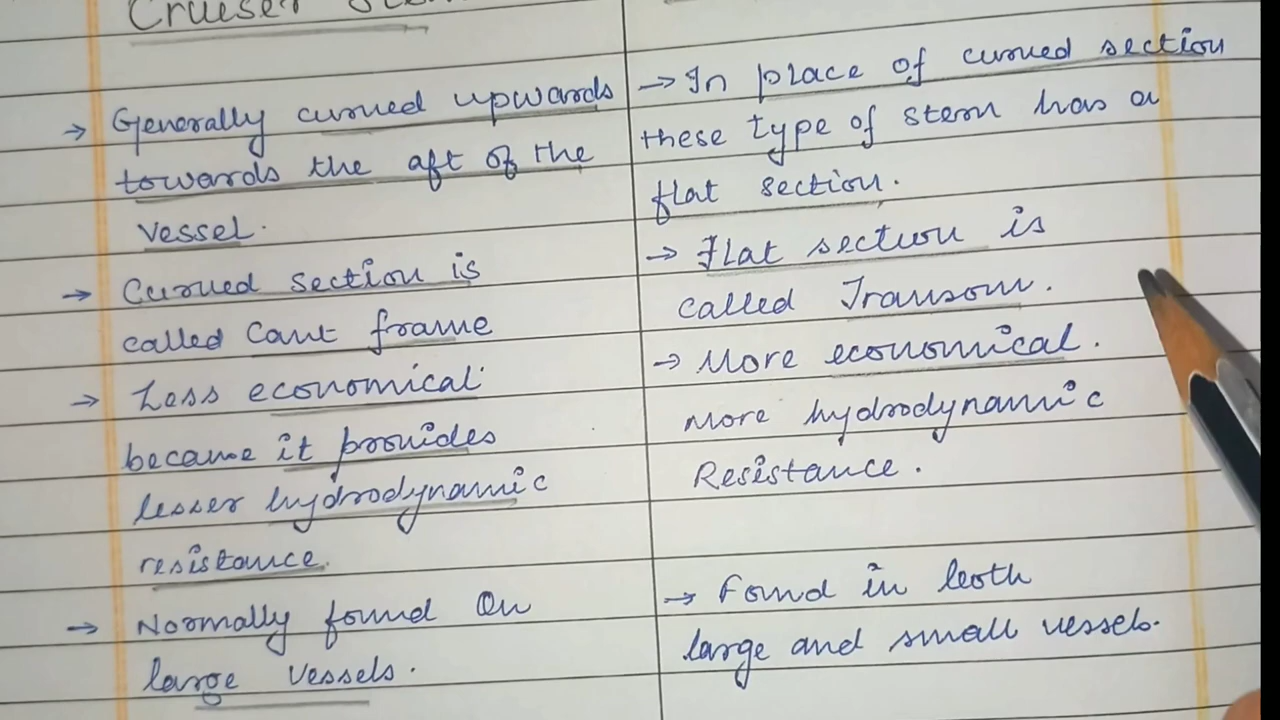 Cruiser
→ Generally curved upwards
towards the aft of the
vessel.
→ Curved section is
called Cant frame
→ Less economical
because it provides
lesser hydrodynamic
resistance.
→ Normally found on
large vessels.
→ In place of curved section
these type of stern has a
flat section.
→ Flat section is
called Transom.
→ More economical.
More hydrodynamic
Resistance.
→ Found in both
large and small vessels.